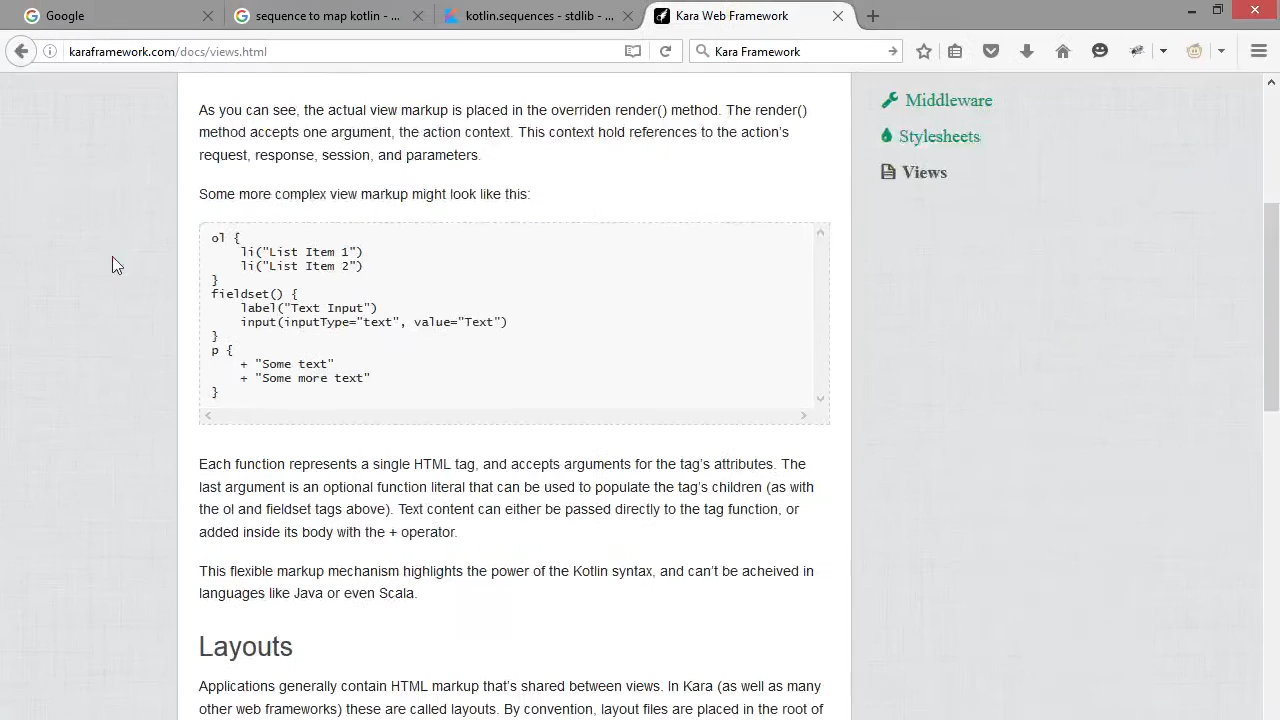 Google
sequence to map kotlin - ...
kotlin.sequences - stdlib - ...
Kara Web Framework
karaframework.com/docs/views.html
Kara Framework
As you can see, the actual view markup is placed in the overriden render() method. The render()
method accepts one argument, the action context. This context hold references to the action's
request, response, session, and parameters.
Some more complex view markup might look like this:
ol {
    li("List Item 1")
    li("List Item 2")
}
fieldset() {
    label("Text Input")
    input(inputType="text", value="Text")
}
p {
    + "Some text"
    + "Some more text"
}
Each function represents a single HTML tag, and accepts arguments for the tag's attributes. The
last argument is an optional function literal that can be used to populate the tag's children (as with
the ol and fieldset tags above). Text content can either be passed directly to the tag function, or
added inside its body with the + operator.
This flexible markup mechanism highlights the power of the Kotlin syntax, and can't be acheived in
languages like Java or even Scala.
Layouts
Applications generally contain HTML markup that's shared between views. In Kara (as well as many
other web frameworks) these are called layouts. By convention, layout files are placed in the root of
Middleware
Stylesheets
Views